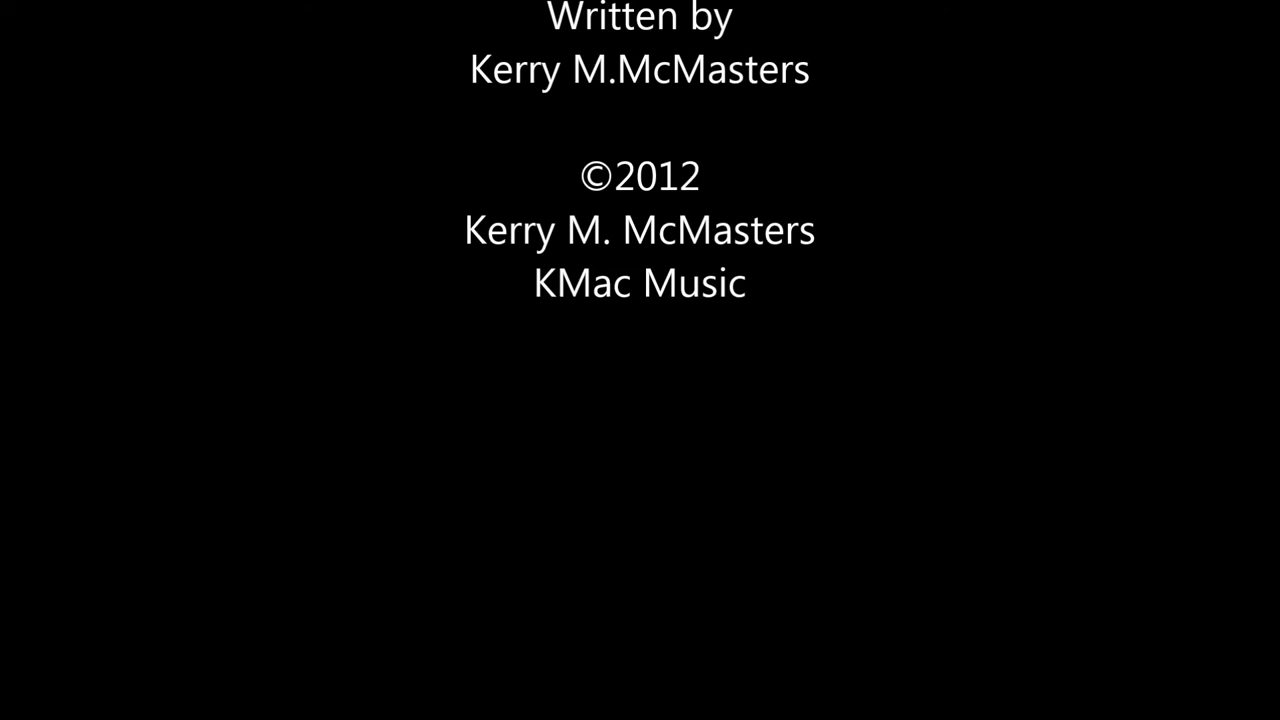 Written by
Kerry M.McMasters
©2012
Kerry M. McMasters
KMac Music